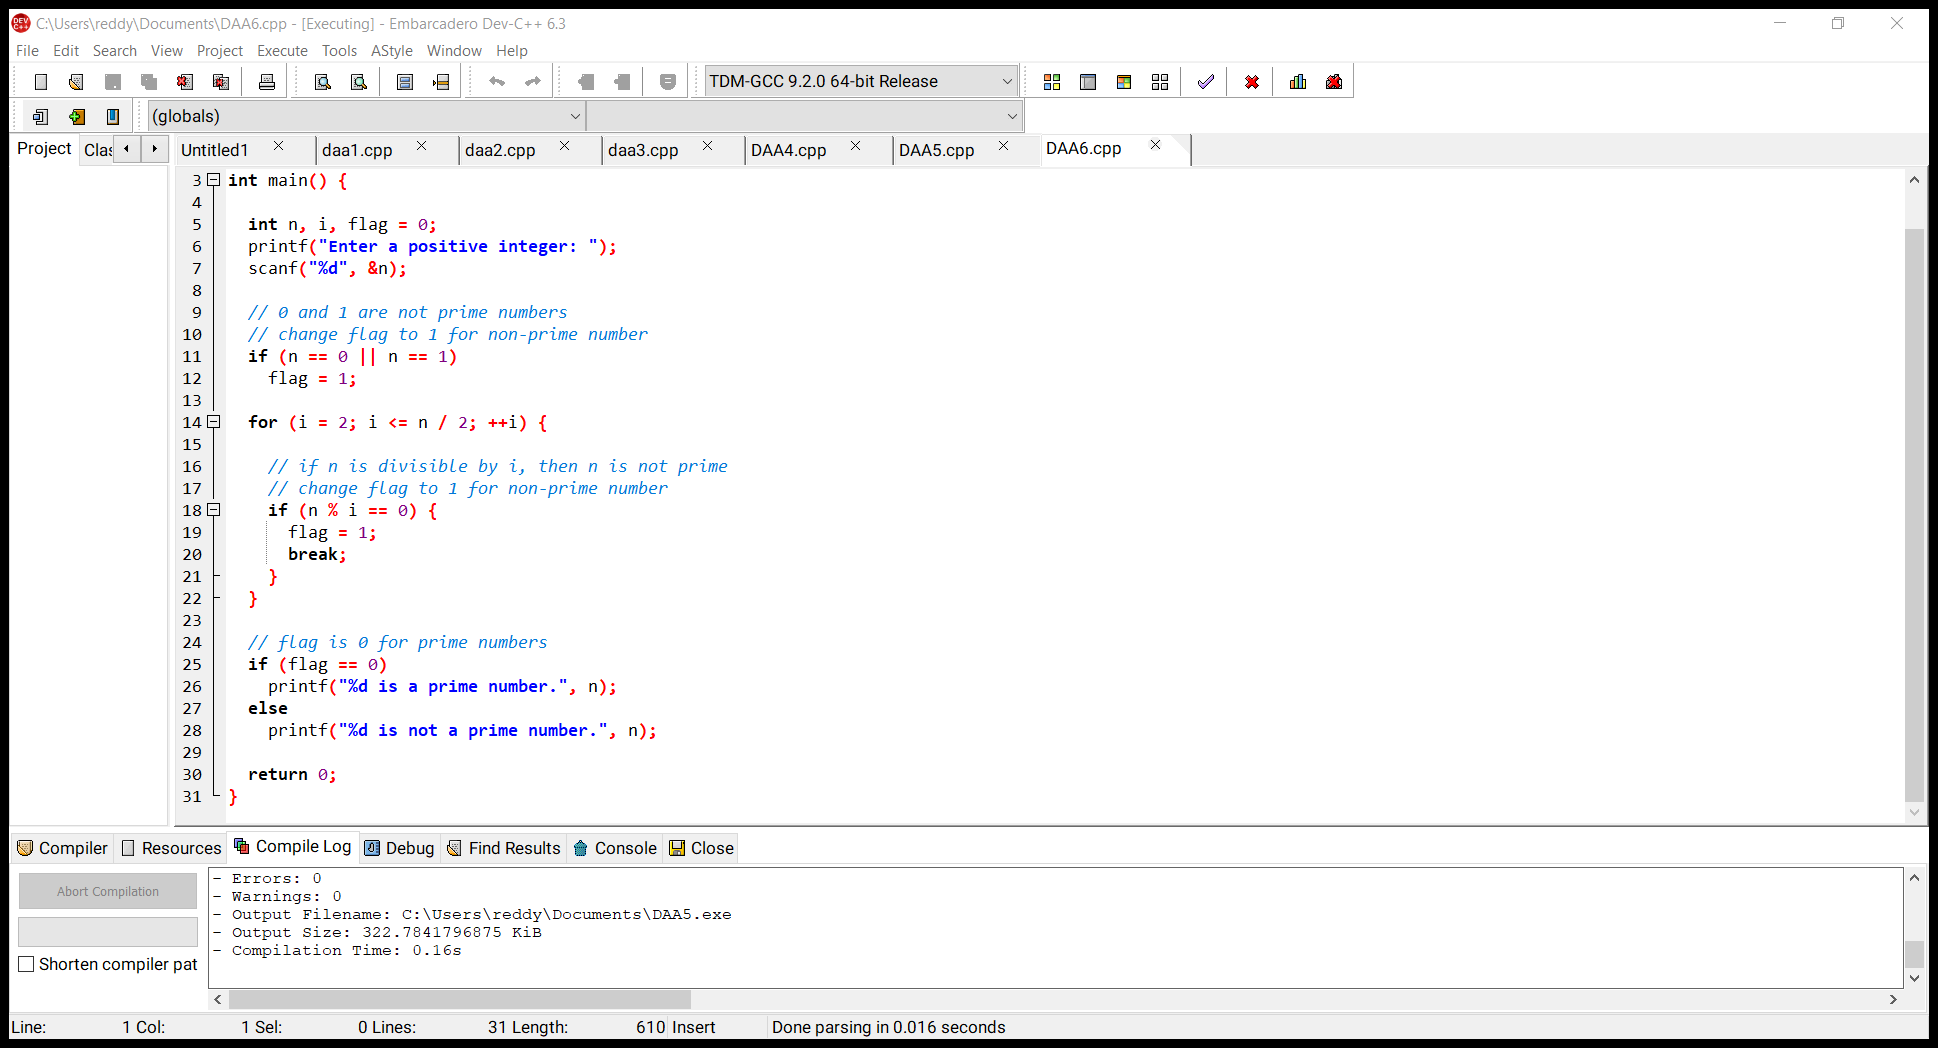 C:\Users\reddy\Documents\DAA6.cpp - [Executing] - Embarcadero Dev-C++ 6.3
File Edit Search View Project Execute Tools AStyle Window Help
TDM-GCC 9.2.0 64-bit Release
(globals)
Project Clas Untitled1 daa1.cpp daa2.cpp daa3.cpp DAA4.cpp DAA5.cpp DAA6.cpp
3 int main() {
4
5 int n, i, flag = 0;
6 printf("Enter a positive integer: ");
7 scanf("%d", &n);
8
9 // 0 and 1 are not prime numbers
10 // change flag to 1 for non-prime number
11 if (n == 0 || n == 1)
12 flag = 1;
13
14 for (i = 2; i <= n / 2; ++i) {
15
16 // if n is divisible by i, then n is not prime
17 // change flag to 1 for non-prime number
18 if (n % i == 0) {
19 flag = 1;
20 break;
21 }
22 }
23
24 // flag is 0 for prime numbers
25 if (flag == 0)
26 printf("%d is a prime number.", n);
27 else
28 printf("%d is not a prime number.", n);
29
30 return 0;
31 }
Compiler Resources Compile Log Debug Find Results Console Close
Abort Compilation
Shorten compiler pat
- Errors: 0
- Warnings: 0
- Output Filename: C:\Users\reddy\Documents\DAA5.exe
- Output Size: 322.7841796875 KiB
- Compilation Time: 0.16s
Line: 1 Col: 1 Sel: 0 Lines: 31 Length: 610 Insert Done parsing in 0.016 seconds